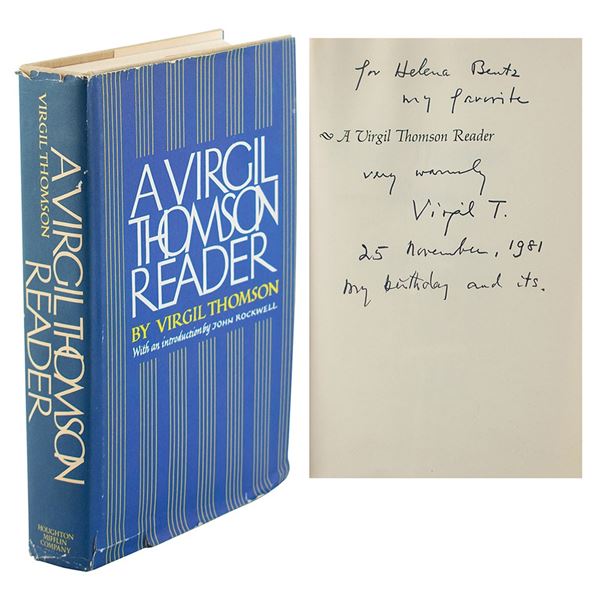 VIRGIL THOMSON
A VIRGIL THOMSON
READER
HOUGHTON
MIFFLIN
COMPANY
A VIRGIL
THOMSON
READER
BY VIRGIL THOMSON
With an introduction by JOHN ROCKWELL
for Helena Bentz
my favorite
A Virgil Thomson Reader
very warmly
Virgil T.
25 November, 1981
my birthday and its.